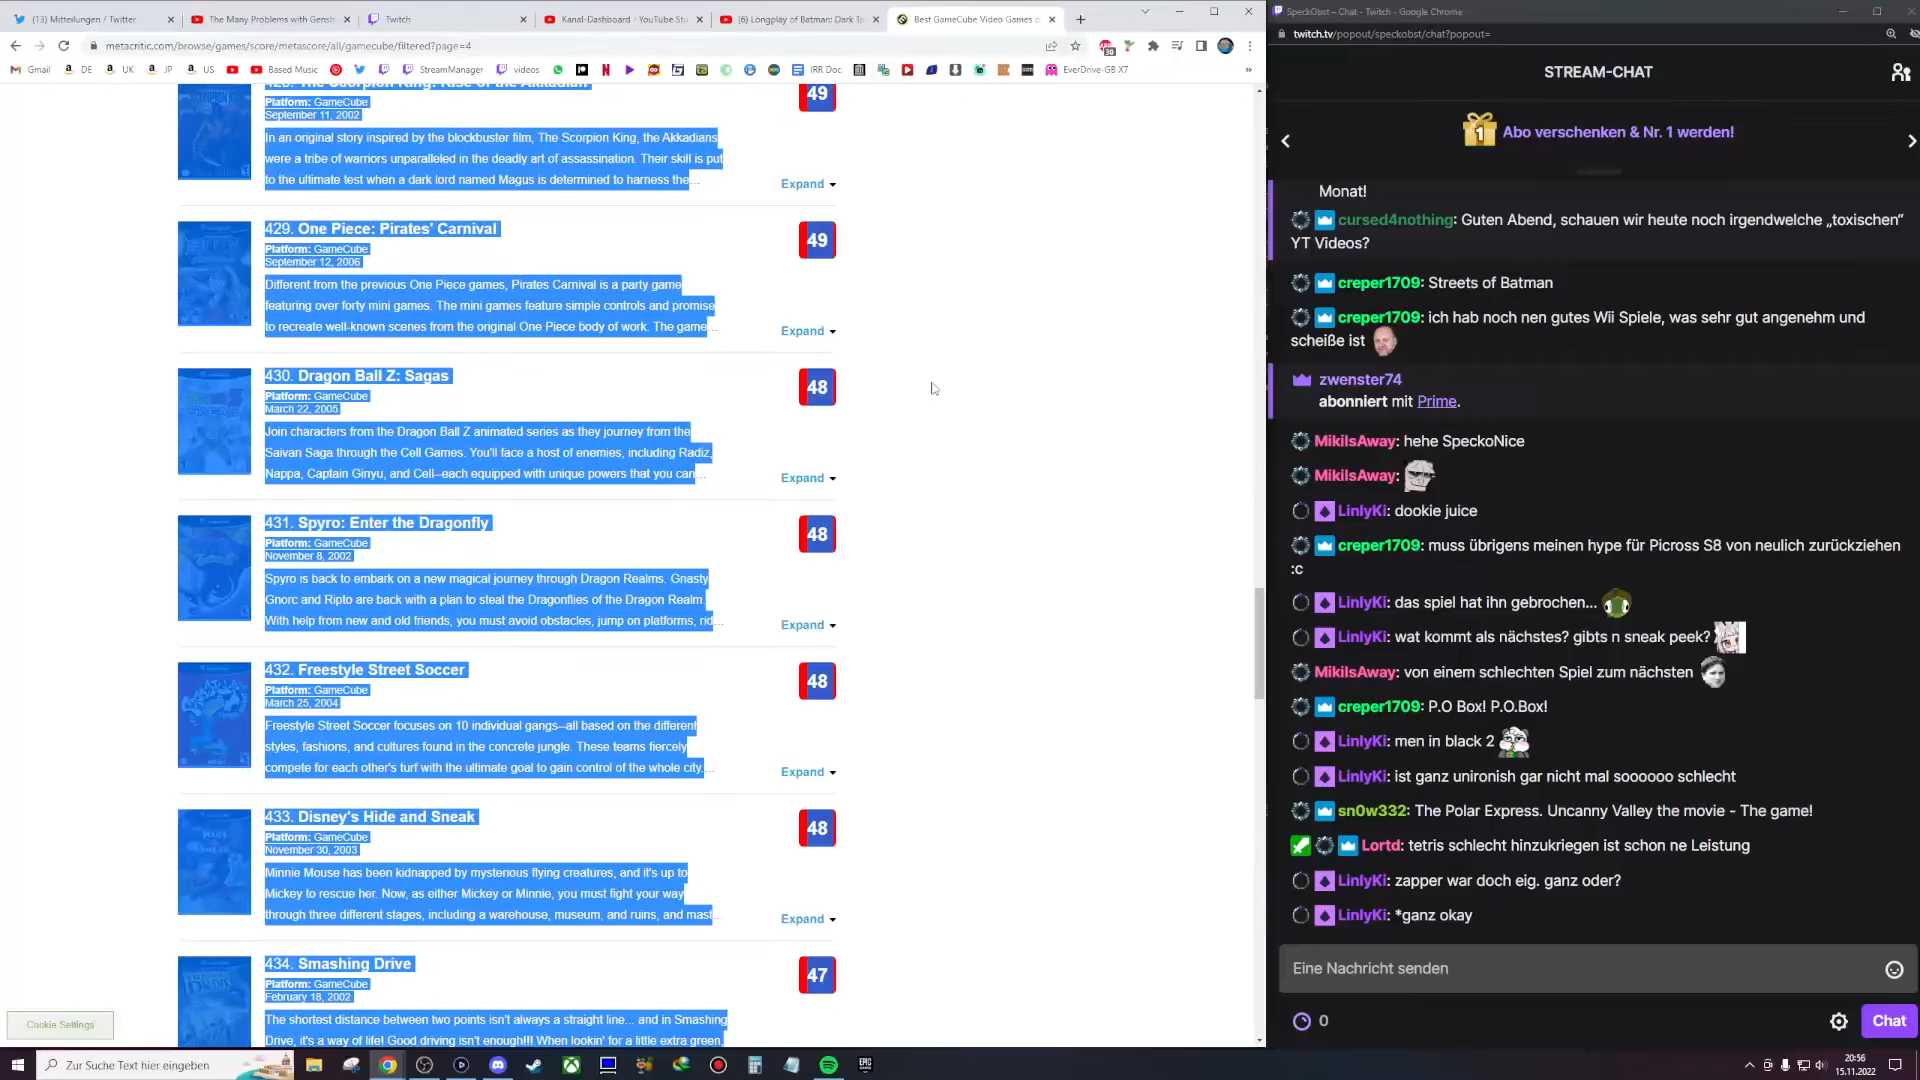 (13) Mitteilungen / Twitter
The Many Problems with Gensh
Twitch
Kanal-Dashboard - YouTube Stu
(6) Longplay of Batman: Dark To
Best GameCube Video Games o
SpeckObst – Chat - Twitch - Google Chrome
metacritic.com/browse/games/score/metascore/all/gamecube/filtered?page=4
twitch.tv/popout/speckobst/chat?popout=
Gmail
DE
UK
JP
US
Based Music
StreamManager
videos
IRR Doc
EverDrive-GB X7
STREAM-CHAT
Abo verschenken & Nr. 1 werden!
428. The Scorpion King: Rise of the Akkadian
49
Platform: GameCube
September 11, 2002
In an original story inspired by the blockbuster film, The Scorpion King, the Akkadians
were a tribe of warriors unparalleled in the deadly art of assassination. Their skill is put
to the ultimate test when a dark lord named Magus is determined to harness the...
Expand
429. One Piece: Pirates' Carnival
49
Platform: GameCube
September 12, 2006
Different from the previous One Piece games, Pirates Carnival is a party game
featuring over forty mini games. The mini games feature simple controls and promise
to recreate well-known scenes from the original One Piece body of work. The game...
Expand
430. Dragon Ball Z: Sagas
48
Platform: GameCube
March 22, 2005
Join characters from the Dragon Ball Z animated series as they journey from the
Saivan Saga through the Cell Games. You'll face a host of enemies, including Radiz,
Nappa, Captain Ginyu, and Cell--each equipped with unique powers that you can...
Expand
431. Spyro: Enter the Dragonfly
48
Platform: GameCube
November 8, 2002
Spyro is back to embark on a new magical journey through Dragon Realms. Gnasty
Gnorc and Ripto are back with a plan to steal the Dragonflies of the Dragon Realm.
With help from new and old friends, you must avoid obstacles, jump on platforms, rid...
Expand
432. Freestyle Street Soccer
48
Platform: GameCube
March 25, 2004
Freestyle Street Soccer focuses on 10 individual gangs--all based on the different
styles, fashions, and cultures found in the concrete jungle. These teams fiercely
compete for each other's turf with the ultimate goal to gain control of the whole city....
Expand
433. Disney's Hide and Sneak
48
Platform: GameCube
November 30, 2003
Minnie Mouse has been kidnapped by mysterious flying creatures, and it's up to
Mickey to rescue her. Now, as either Mickey or Minnie, you must fight your way
through three different stages, including a warehouse, museum, and ruins, and mast...
Expand
434. Smashing Drive
47
Platform: GameCube
February 18, 2002
The shortest distance between two points isn't always a straight line... and in Smashing
Drive, it's a way of life! Good driving isn't enough!!! When lookin' for a little extra green,
Cookie Settings
Monat!
cursed4nothing: Guten Abend, schauen wir heute noch irgendwelche „toxischen“
YT Videos?
creper1709: Streets of Batman
creper1709: ich hab noch nen gutes Wii Spiele, was sehr gut angenehm und
scheiße ist
zwenster74
abonniert mit Prime.
MikiIsAway: hehe SpeckoNice
MikiIsAway:
LinlyKi: dookie juice
creper1709: muss übrigens meinen hype für Picross S8 von neulich zurückziehen
:c
LinlyKi: das spiel hat ihn gebrochen...
LinlyKi: wat kommt als nächstes? gibts n sneak peek?
MikiIsAway: von einem schlechten Spiel zum nächsten
creper1709: P.O Box! P.O.Box!
LinlyKi: men in black 2
LinlyKi: ist ganz unironish gar nicht mal soooooo schlecht
sn0w332: The Polar Express. Uncanny Valley the movie - The game!
Lortd: tetris schlecht hinzukriegen ist schon ne Leistung
LinlyKi: zapper war doch eig. ganz oder?
LinlyKi: *ganz okay
Eine Nachricht senden
0
Chat
Zur Suche Text hier eingeben
20:56
15.11.2022